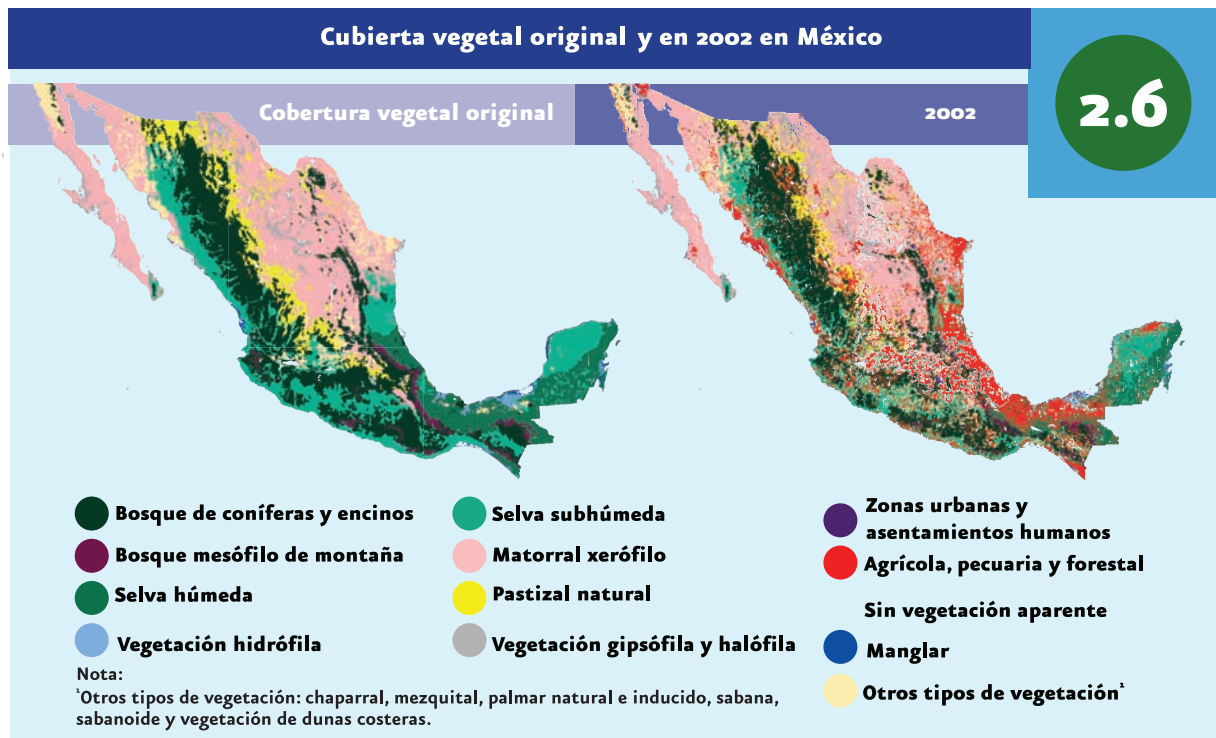 Cubierta vegetal original y en 2002 en México
2.6
Cobertura vegetal original
2002
Bosque de coníferas y encinos
Bosque mesófilo de montaña
Selva húmeda
Vegetación hidrófila
Selva subhúmeda
Matorral xerófilo
Pastizal natural
Vegetación gipsófila y halófila
Zonas urbanas y
asentamientos humanos
Agrícola, pecuaria y forestal
Sin vegetación aparente
Manglar
Otros tipos de vegetación¹
Nota:
¹Otros tipos de vegetación: chaparral, mezquital, palmar natural e inducido, sabana,
sabanoide y vegetación de dunas costeras.